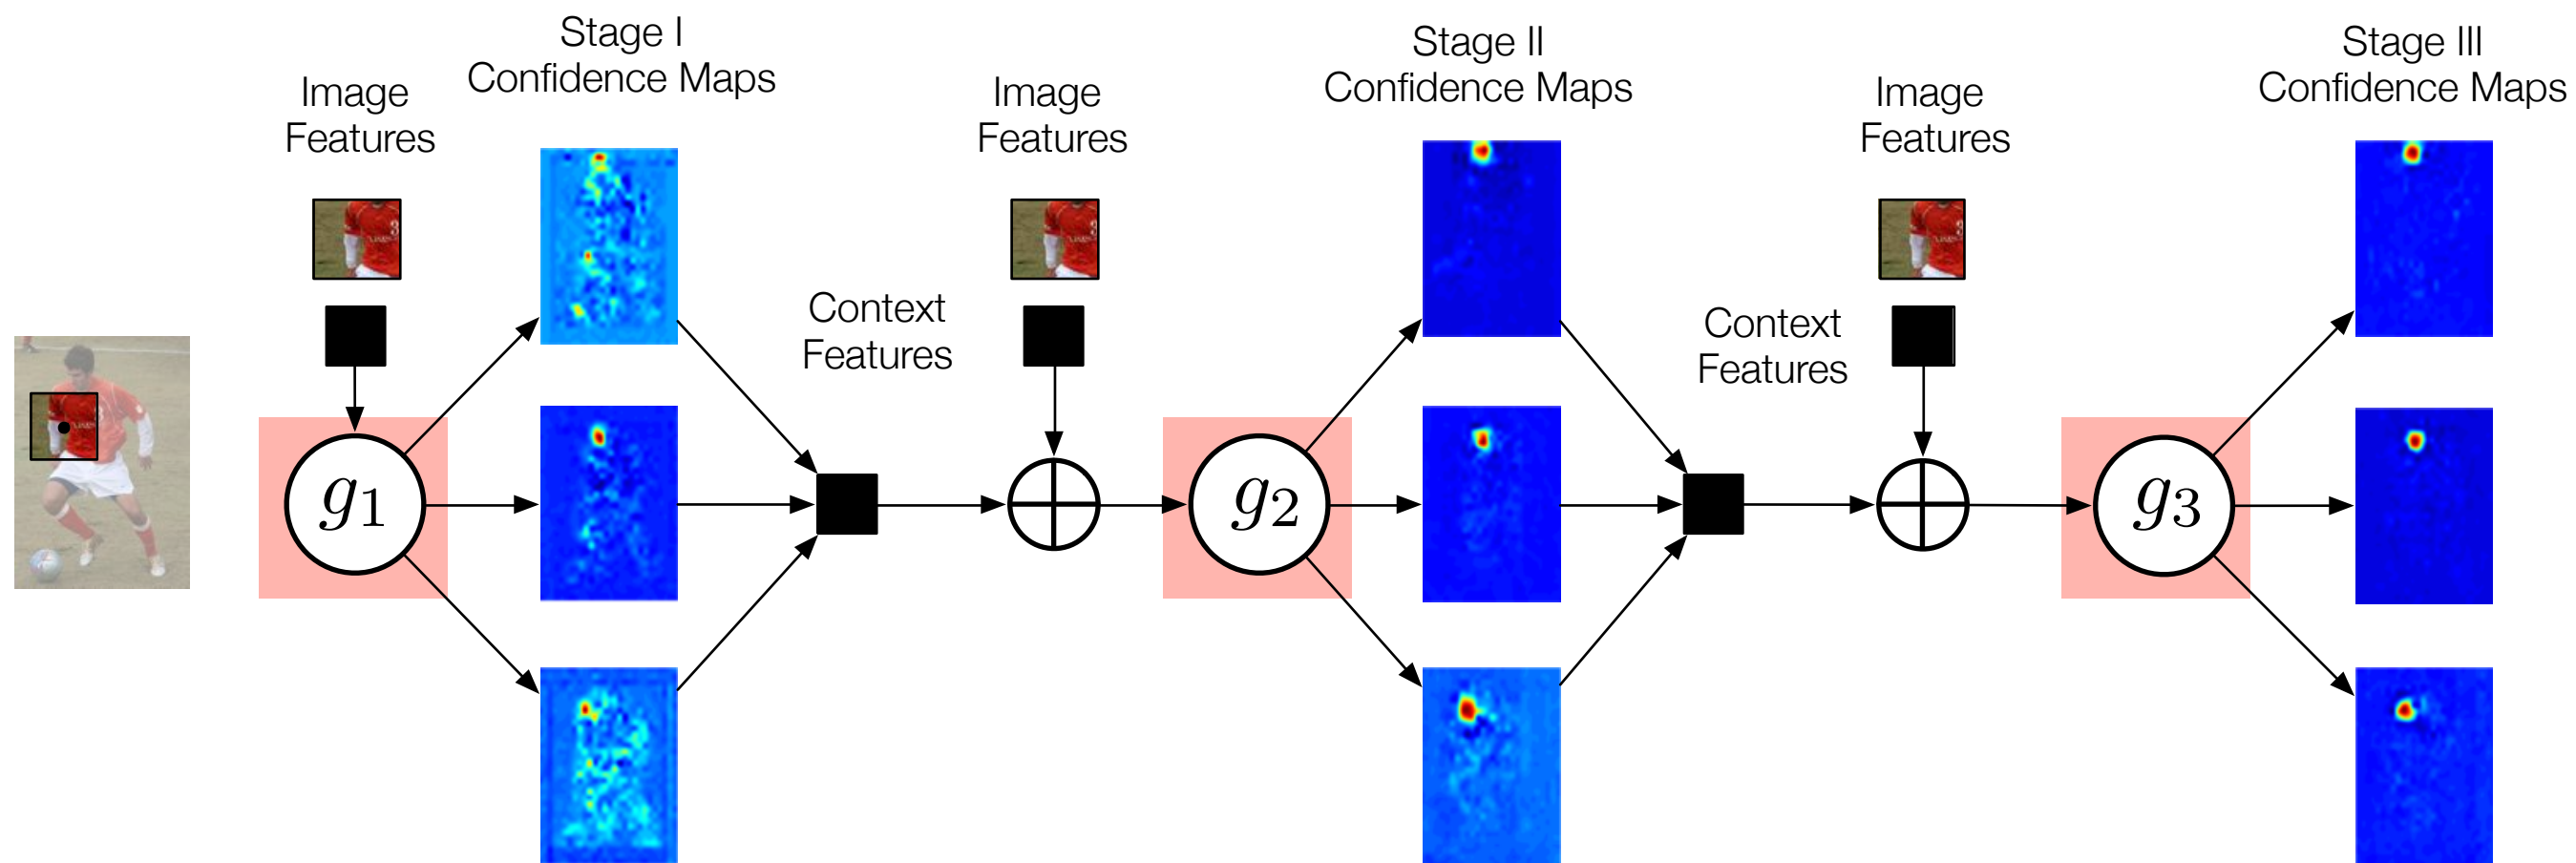 Stage I
Confidence Maps
Image
Features
Context
Features
Image
Features
Stage II
Confidence Maps
Context
Features
Image
Features
Stage III
Confidence Maps
g1
g2
g3